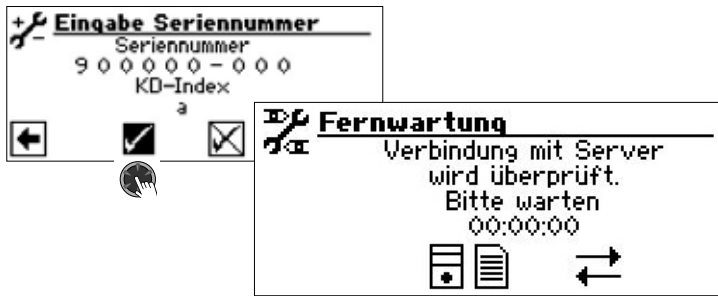 Eingabe Seriennummer
Seriennummer
900000-000
KD-Index
a
Fernwartung
Verbindung mit Server
wird überprüft.
Bitte warten
00:00:00